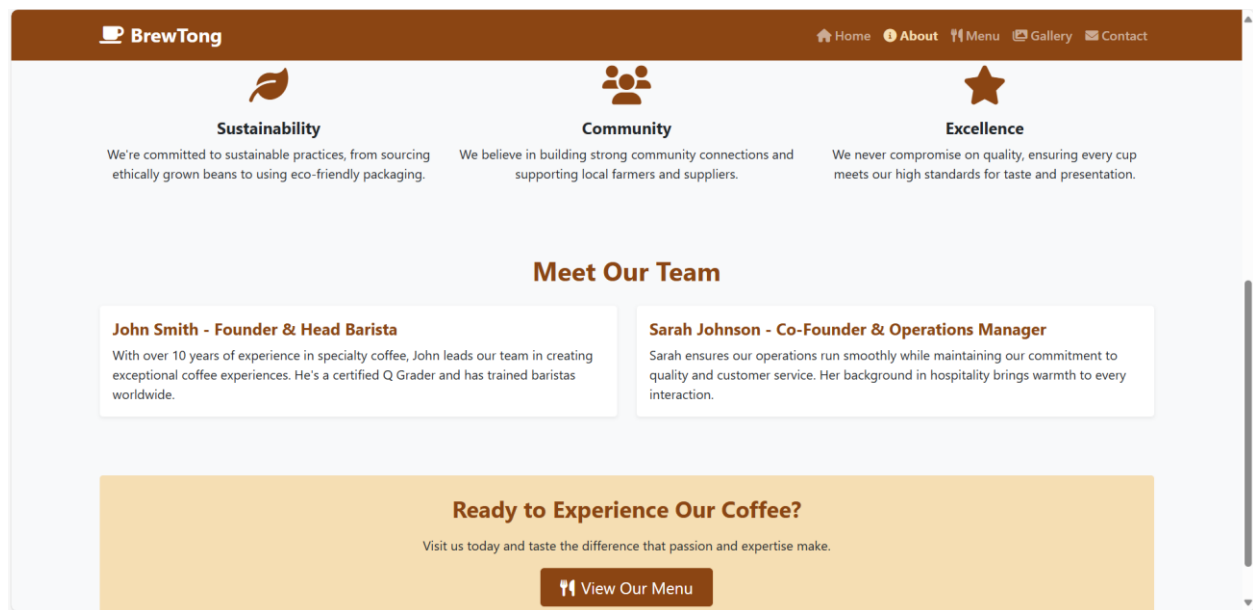 BrewTong
Home About Menu Gallery Contact
Sustainability
We're committed to sustainable practices, from sourcing
ethically grown beans to using eco-friendly packaging.
Community
We believe in building strong community connections and
supporting local farmers and suppliers.
Excellence
We never compromise on quality, ensuring every cup
meets our high standards for taste and presentation.
Meet Our Team
John Smith - Founder & Head Barista
With over 10 years of experience in specialty coffee, John leads our team in creating
exceptional coffee experiences. He's a certified Q Grader and has trained baristas
worldwide.
Sarah Johnson - Co-Founder & Operations Manager
Sarah ensures our operations run smoothly while maintaining our commitment to
quality and customer service. Her background in hospitality brings warmth to every
interaction.
Ready to Experience Our Coffee?
Visit us today and taste the difference that passion and expertise make.
View Our Menu